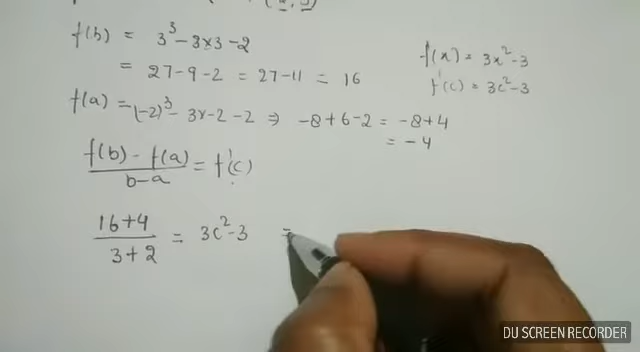 f(b) = 3³-3×3-2
= 27-9-2 = 27-11 = 16
f(x) = 3x²-3
f'(c) = 3c²-3
f(a) = (-2)³-3x-2-2 ⇒ -8+6-2 = -8+4
= -4
f(b)-f(a)/b-a = f'(c)
16+4/3+2 = 3c²-3 =
DU SCREEN RECORDER